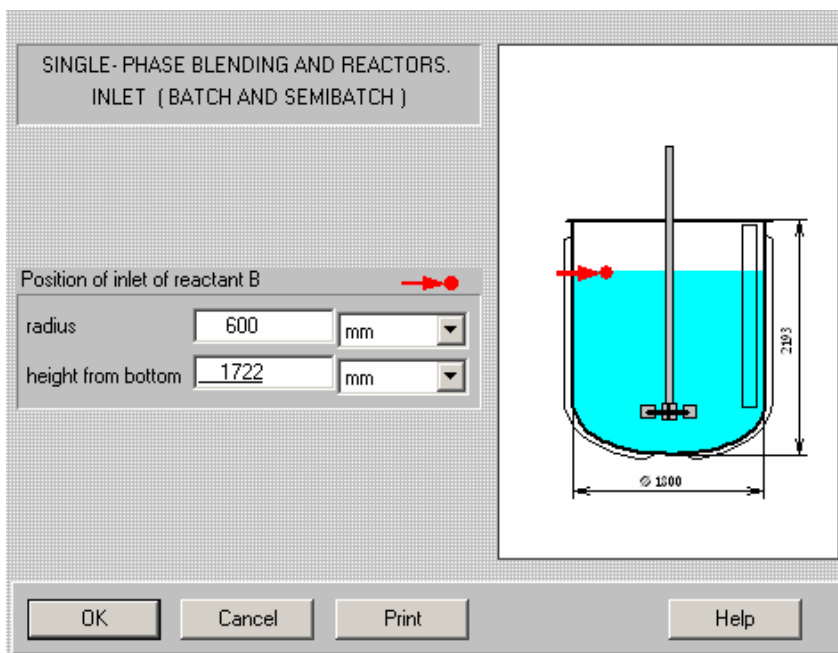 SINGLE- PHASE BLENDING AND REACTORS.
INLET ( BATCH AND SEMIBATCH )
Position of inlet of reactant B
radius 600 mm
height from bottom 1722 mm
2193
∅ 1800
OK Cancel Print Help